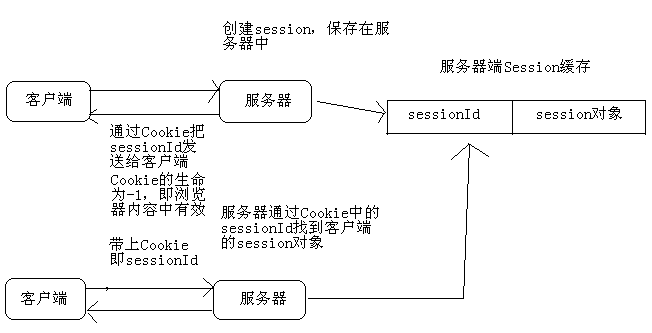 创建session，保存在服
务器中
服务器端Session缓存
客户端
服务器
sessionId
session对象
通过Cookie把
sessionId发
送给客户端
Cookie的生命
为-1，即浏览
器内容中有效
服务器通过Cookie中的
sessionId找到客户端
的session对象
带上Cookie
即sessionId
客户端
服务器